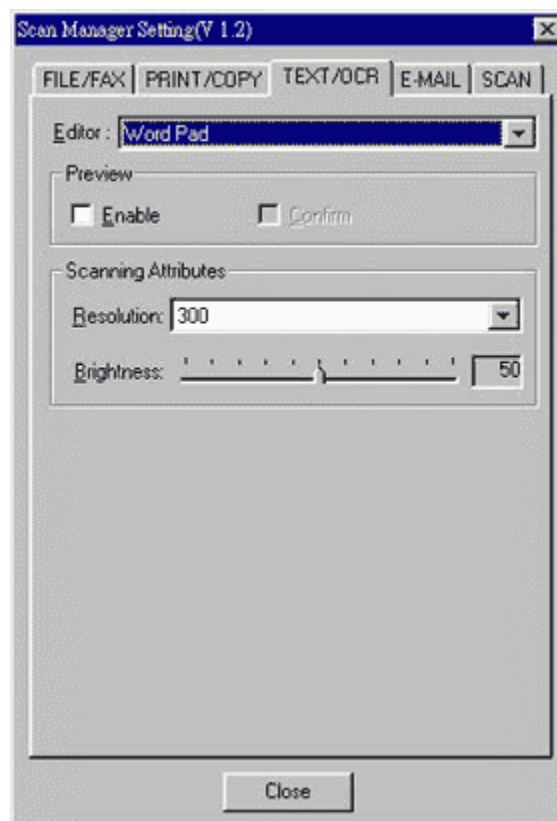 Scan Manager Setting(V 1.2)
FILE/FAX PRINT/COPY TEXT/OCR E-MAIL SCAN
Editor : Word Pad
Preview
Enable Confirm
Scanning Attributes
Resolution: 300
Brightness: 50
Close